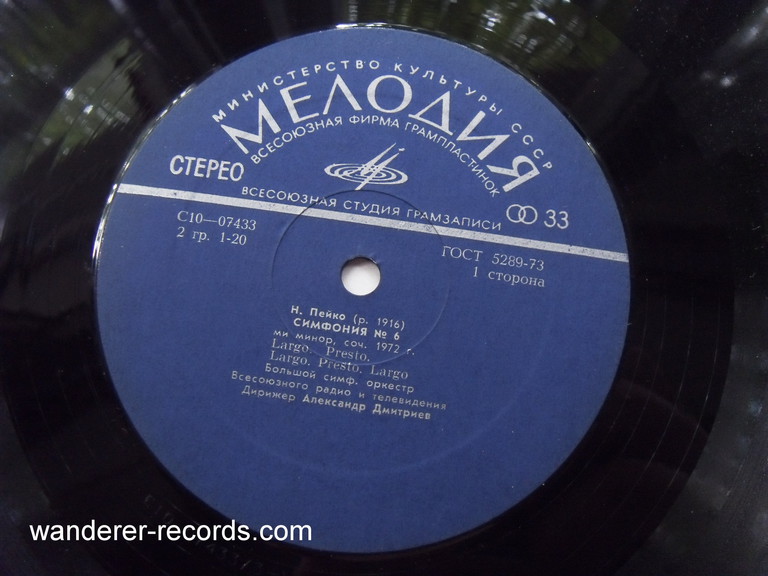 МИНИСТЕРСТВО КУЛЬТУРЫ СССР
МЕЛОДИЯ
ВСЕСОЮЗНАЯ ФИРМА ГРАМПЛАСТИНОК
СТЕРЕО
33
ВСЕСОЮЗНАЯ СТУДИЯ ГРАМЗАПИСИ
С10—07433
2 гр. 1-20
ГОСТ 5289-73
1 сторона
Н. Пейко (р. 1916)
СИМФОНИЯ № 6
ми минор, соч. 1972 г.
Largo. Presto.
Largo. Presto. Largo
Большой симф. оркестр
Всесоюзного радио и телевидения
Дирижер Александр Дмитриев
wanderer-records.com